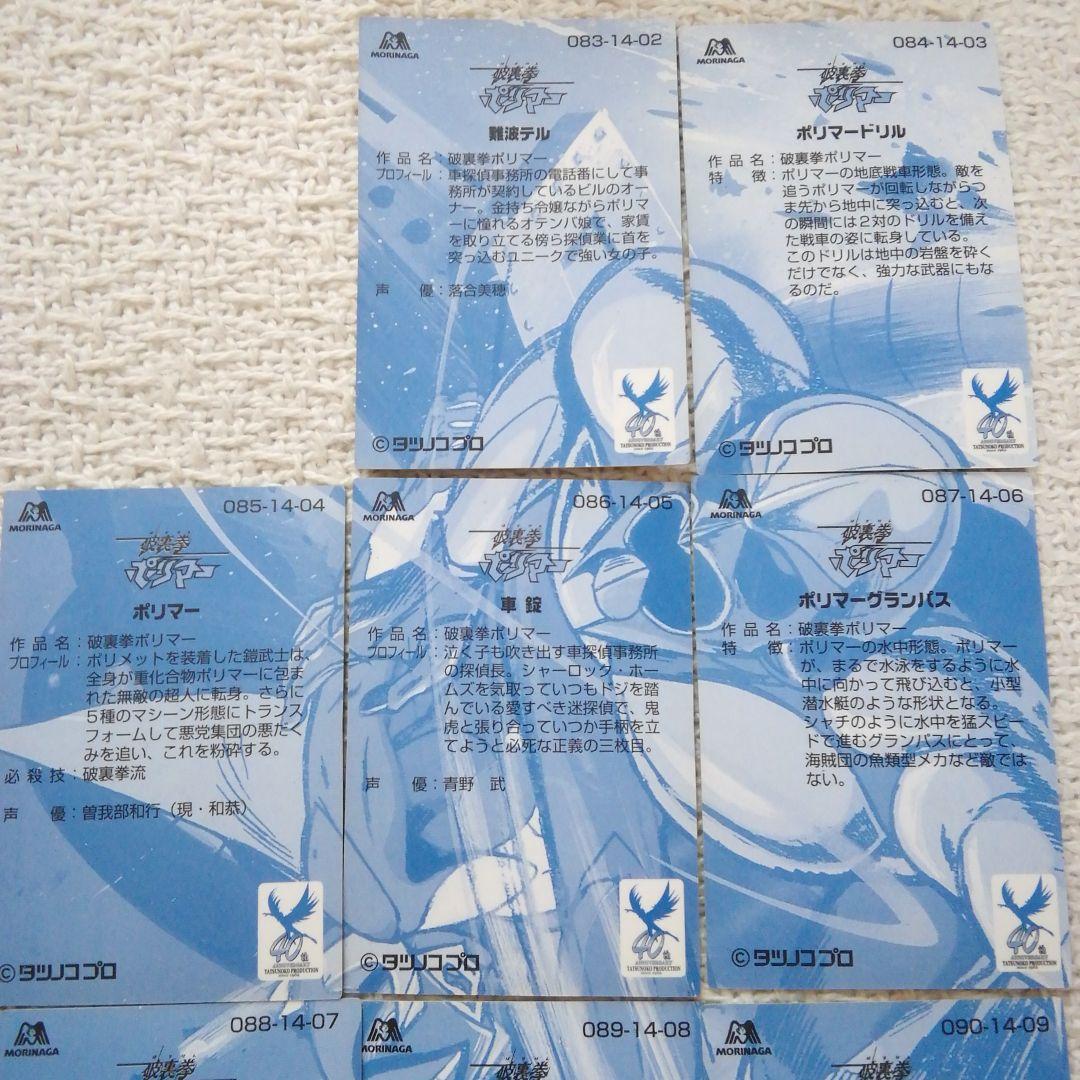 MORINAGA
083-14-02
破裏拳
ポリマー
難波テル
作品名：破裏拳ポリマー
プロフィール：車探偵事務所の電話番にして事
務所が契約しているビルのオー
ナー。金持ち令嬢ながらポリマ
ーに憧れるオテンバ娘で、家賃
を取り立てる傍ら探偵業に首を
突っ込むユニークで強い女の子。
声優：落合美穂
©タツノコプロ
40th
ANNIVERSARY
TATSUNOKO PRODUCTION
MORINAGA
084-14-03
破裏拳
ポリマー
ポリマードリル
作品名：破裏拳ポリマー
特徴：ポリマーの地底戦車形態。敵を
追うポリマーが回転しながらつ
ま先から地中に突っ込むと、次
の瞬間には２対のドリルを備え
た戦車の姿に転身している。
このドリルは地中の岩盤を砕く
だけでなく、強力な武器にもな
るのだ。
©タツノコプロ
40th
ANNIVERSARY
TATSUNOKO PRODUCTION
MORINAGA
085-14-04
破裏拳
ポリマー
ポリマー
作品名：破裏拳ポリマー
プロフィール：ポリメットを装着した鎧武士は、
全身が重化合物ポリマーに包ま
れた無敵の超人に転身。さらに
５種のマシーン形態にトランス
フォームして悪党集団の悪だく
みを追い、これを粉砕する。
必殺技：破裏拳流
声優：曽我部和行（現・和恭）
©タツノコプロ
40th
ANNIVERSARY
TATSUNOKO PRODUCTION
MORINAGA
086-14-05
破裏拳
ポリマー
車錠
作品名：破裏拳ポリマー
プロフィール：泣く子も吹き出す車探偵事務所
の探偵長。シャーロック・ホー
ムズを気取っていつもドジを踏
んでいる愛すべき迷探偵で、鬼
虎と張り合っていつか手柄を立
てようと必死な正義の三枚目。
声優：青野 武
©タツノコプロ
40th
ANNIVERSARY
TATSUNOKO PRODUCTION
MORINAGA
087-14-06
破裏拳
ポリマー
ポリマーグランパス
作品名：破裏拳ポリマー
特徴：ポリマーの水中形態。ポリマー
が、まるで水泳をするように水
中に向かって飛び込むと、小型
潜水艇のような形状となる。
シャチのように水中を猛スピー
ドで進むグランパスにとって、
海賊団の魚類型メカなど敵では
ない。
©タツノコプロ
40th
ANNIVERSARY
TATSUNOKO PRODUCTION
MORINAGA
088-14-07
破裏拳
MORINAGA
089-14-08
破裏拳
MORINAGA
090-14-09
破裏拳